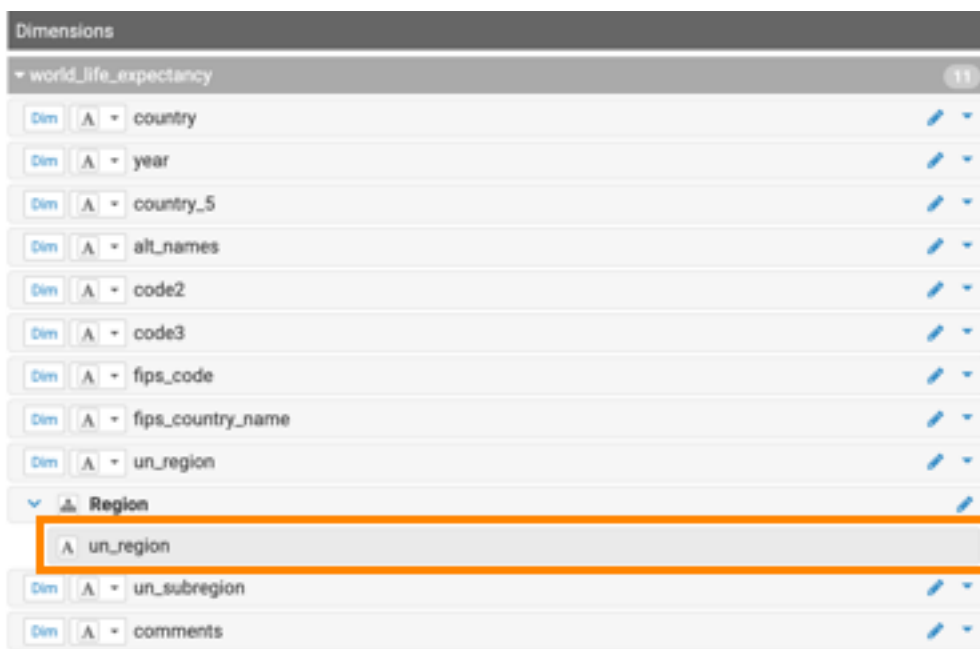 Dimensions
world_life_expectancy 11
Dim A country
Dim A year
Dim A country_5
Dim A alt_names
Dim A code2
Dim A code3
Dim A fips_code
Dim A fips_country_name
Dim A un_region
Region
A un_region
Dim A un_subregion
Dim A comments